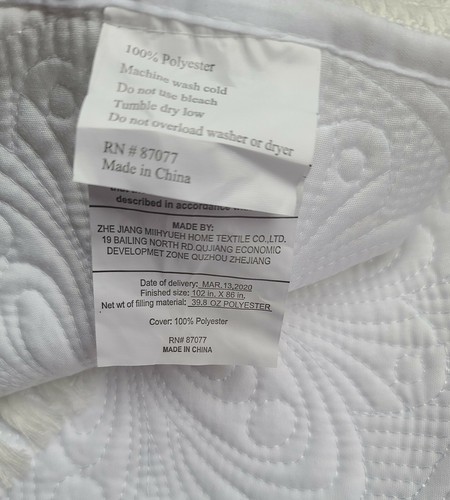 100% Polyester
Machine wash cold
Do not use bleach
Tumble dry low
Do not overload washer or dryer
RN # 87077
Made in China
described in accordance
MADE BY:
ZHE JIANG MIIHYUEH HOME TEXTILE CO.,LTD.
19 BAILING NORTH RD.QUJIANG ECONOMIC
DEVELOPMET ZONE QUZHOU ZHEJIANG
Date of delivery: MAR.13,2020
Finished size: 102 in. X 86 in.
Net wt of filling material: 39.8 OZ POLYESTER
Cover: 100% Polyester
RN# 87077
MADE IN CHINA